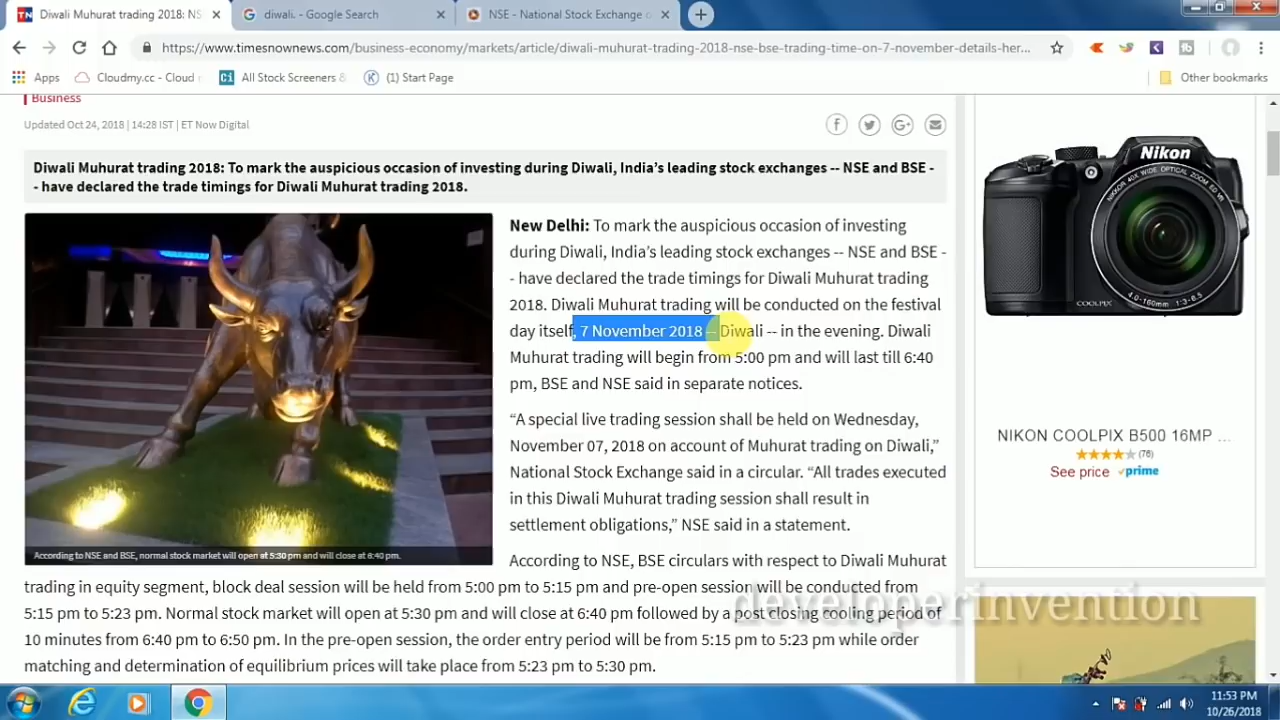 Diwali Muhurat trading 2018: NS
diwali. - Google Search
NSE - National Stock Exchange o
https://www.timesnownews.com/business-economy/markets/article/diwali-muhurat-trading-2018-nse-bse-trading-time-on-7-november-details-her...
Apps
Cloudmy.cc - Cloud
All Stock Screeners &
(1) Start Page
Other bookmarks
Business
Updated Oct 24, 2018 | 14:28 IST | ET Now Digital
Diwali Muhurat trading 2018: To mark the auspicious occasion of investing during Diwali, India's leading stock exchanges -- NSE and BSE -
- have declared the trade timings for Diwali Muhurat trading 2018.
New Delhi: To mark the auspicious occasion of investing
during Diwali, India's leading stock exchanges -- NSE and BSE -
- have declared the trade timings for Diwali Muhurat trading
2018. Diwali Muhurat trading will be conducted on the festival
day itself, 7 November 2018 -- Diwali -- in the evening. Diwali
Muhurat trading will begin from 5:00 pm and will last till 6:40
pm, BSE and NSE said in separate notices.
“A special live trading session shall be held on Wednesday,
November 07, 2018 on account of Muhurat trading on Diwali,”
National Stock Exchange said in a circular. “All trades executed
in this Diwali Muhurat trading session shall result in
settlement obligations,” NSE said in a statement.
According to NSE and BSE, normal stock market will open at 5:30 pm and will close at 6:40 pm.
According to NSE, BSE circulars with respect to Diwali Muhurat
trading in equity segment, block deal session will be held from 5:00 pm to 5:15 pm and pre-open session will be conducted from
5:15 pm to 5:23 pm. Normal stock market will open at 5:30 pm and will close at 6:40 pm followed by a post closing cooling period of
10 minutes from 6:40 pm to 6:50 pm. In the pre-open session, the order entry period will be from 5:15 pm to 5:23 pm while order
matching and determination of equilibrium prices will take place from 5:23 pm to 5:30 pm.
Nikon
NIKKOR 40X WIDE OPTICAL ZOOM ED VR
4.0-160mm 1:3-6.5
COOLPIX
NIKON COOLPIX B500 16MP ...
(76)
See price prime
developerinvention
11:53 PM
10/26/2018